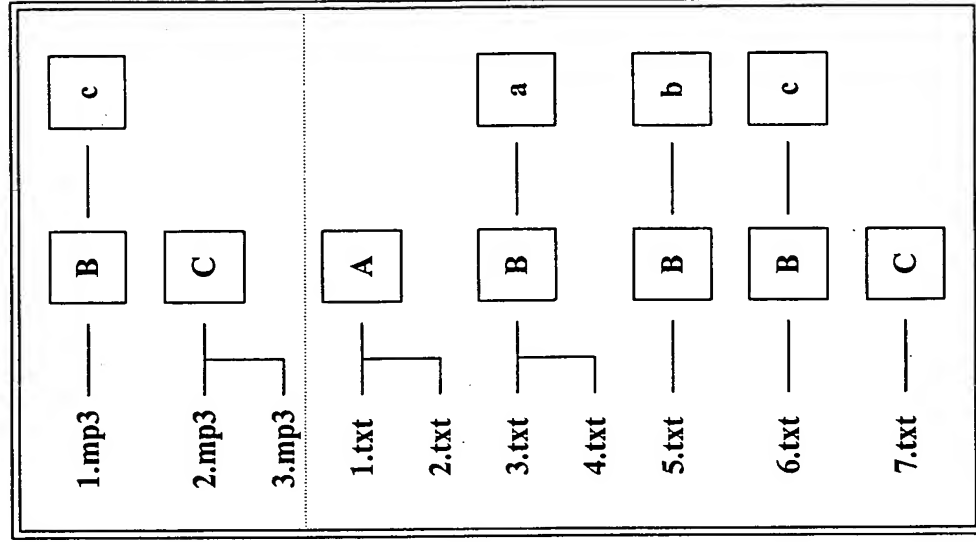 1.mp3 B c
2.mp3 C
3.mp3
1.txt A
2.txt
3.txt B a
4.txt
5.txt B b
6.txt B c
7.txt C